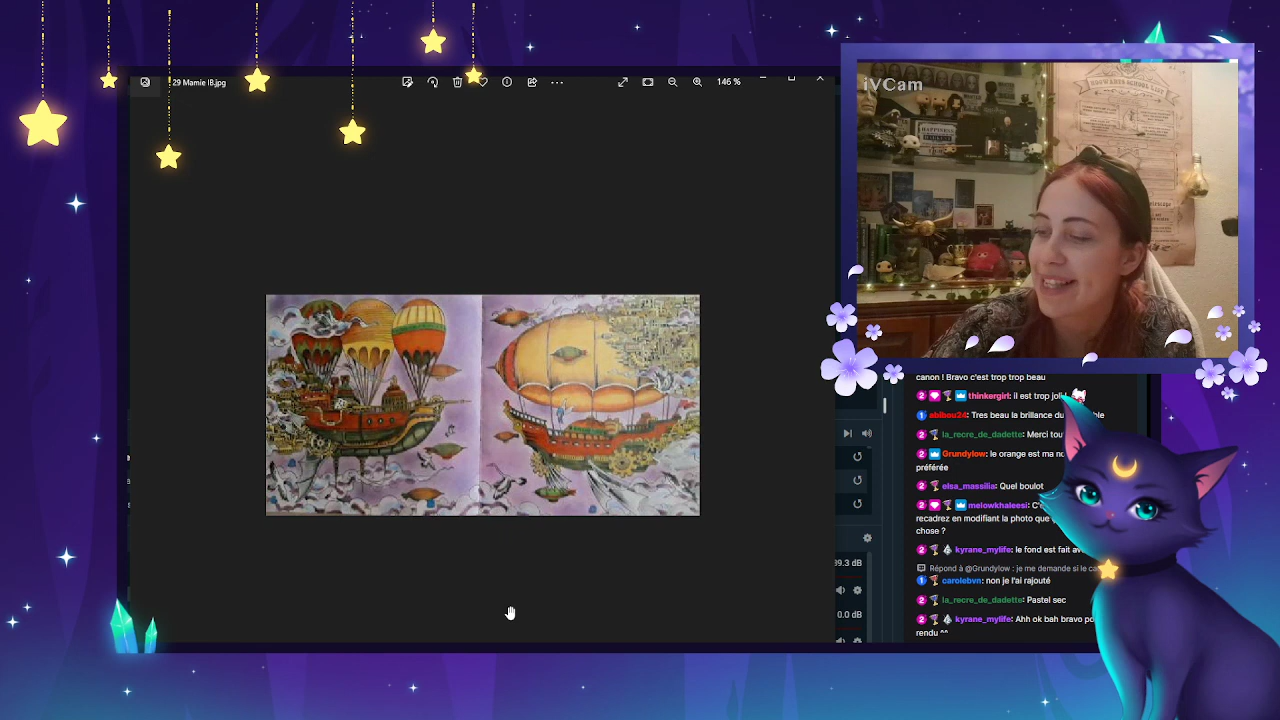 29 Mamie IB.jpg
146 %
iVCam
HAPPINESS
canon ! Bravo c'est trop trop beau
thinkergirl: il est trop joli
zhibou24: Tres beau la brillance du
la_recre_de_dadette: Merci
Grundylow: le orange est ma
préférée
elsa_massilia: Quel boulot
melowkhaleesi:
recadrez en modifiant la photo que
chose ?
kyrane_mylife: le fond est fait
Répond à @Grundylow : je me demande si le
carolebvn: non je l'ai rajouté
la_recre_de_dadette: Pastel sec
kyrane_mylife: Ahh ok bah bravo
rendu ^^
0.0 dB